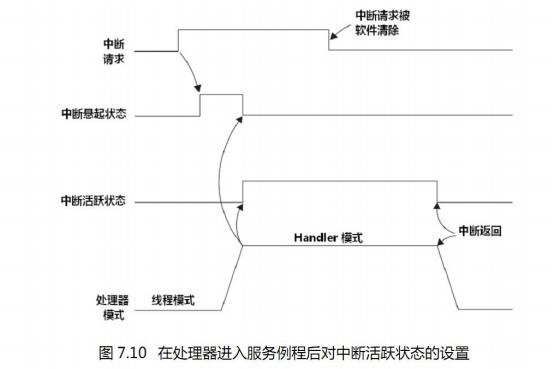 中断请求被
软件清除
中断
请求
中断悬起状态
中断活跃状态
Handler 模式
中断返回
处理器
模式
线程模式
图 7.10 在处理器进入服务例程后对中断活跃状态的设置